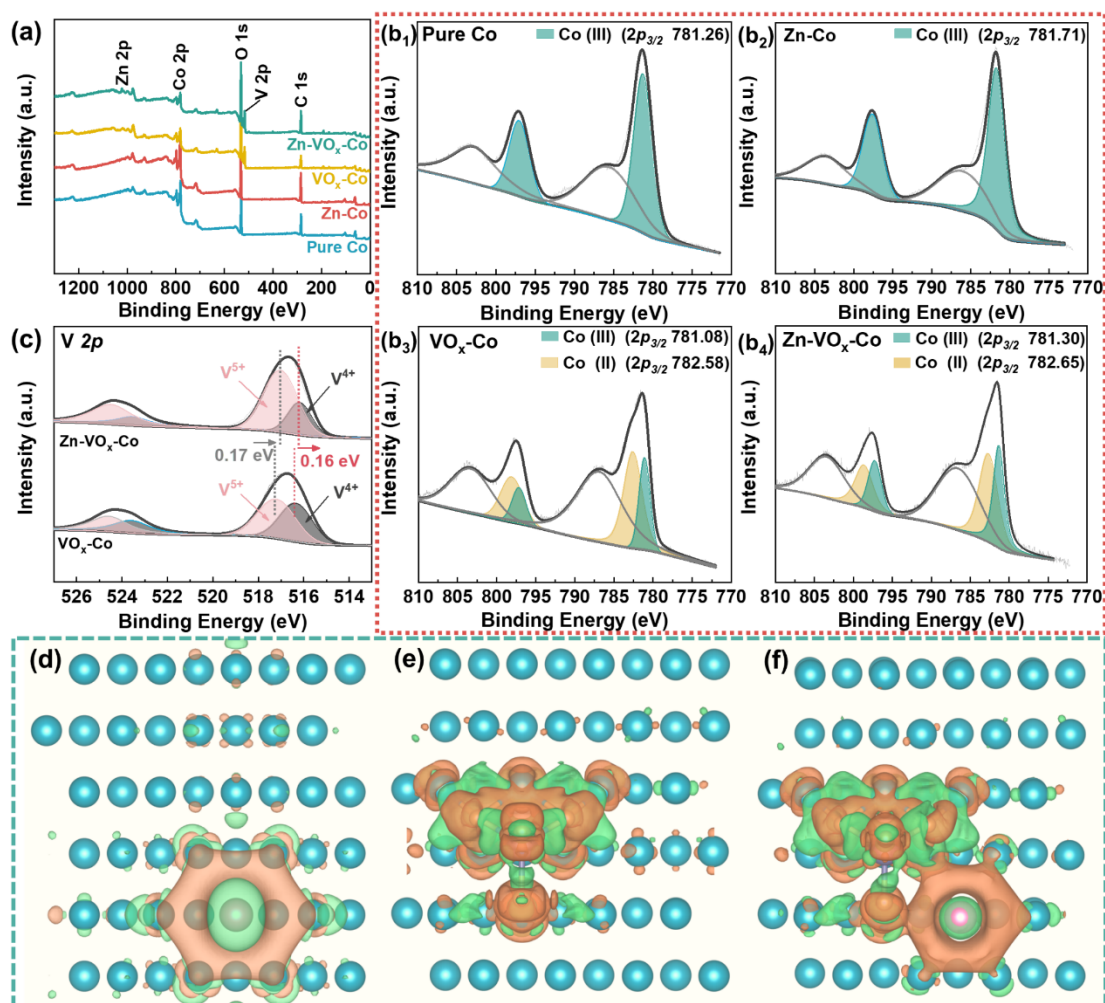 (a)
Zn 2p
Co 2p
O 1s
V 2p
C 1s
Zn-VOₓ-Co
VOₓ-Co
Zn-Co
Pure Co
Intensity (a.u.)
1200 1000 800 600 400 200 0
Binding Energy (eV)
(b₁) Pure Co
Co (III) (2p3/2 781.26)
Intensity (a.u.)
810 805 800 795 790 785 780 775 770
Binding Energy (eV)
(b₂) Zn-Co
Co (III) (2p3/2 781.71)
Intensity (a.u.)
810 805 800 795 790 785 780 775 770
Binding Energy (eV)
(c) V 2p
V⁵⁺
V⁴⁺
Zn-VOₓ-Co
0.17 eV
0.16 eV
V⁵⁺
V⁴⁺
VOₓ-Co
Intensity (a.u.)
526 524 522 520 518 516 514
Binding Energy (eV)
(b₃) VOₓ-Co
Co (III) (2p3/2 781.08)
Co (II) (2p3/2 782.58)
Intensity (a.u.)
810 805 800 795 790 785 780 775 770
Binding Energy (eV)
(b₄) Zn-VOₓ-Co
Co (III) (2p3/2 781.30)
Co (II) (2p3/2 782.65)
Intensity (a.u.)
810 805 800 795 790 785 780 775 770
Binding Energy (eV)
(d)
(e)
(f)